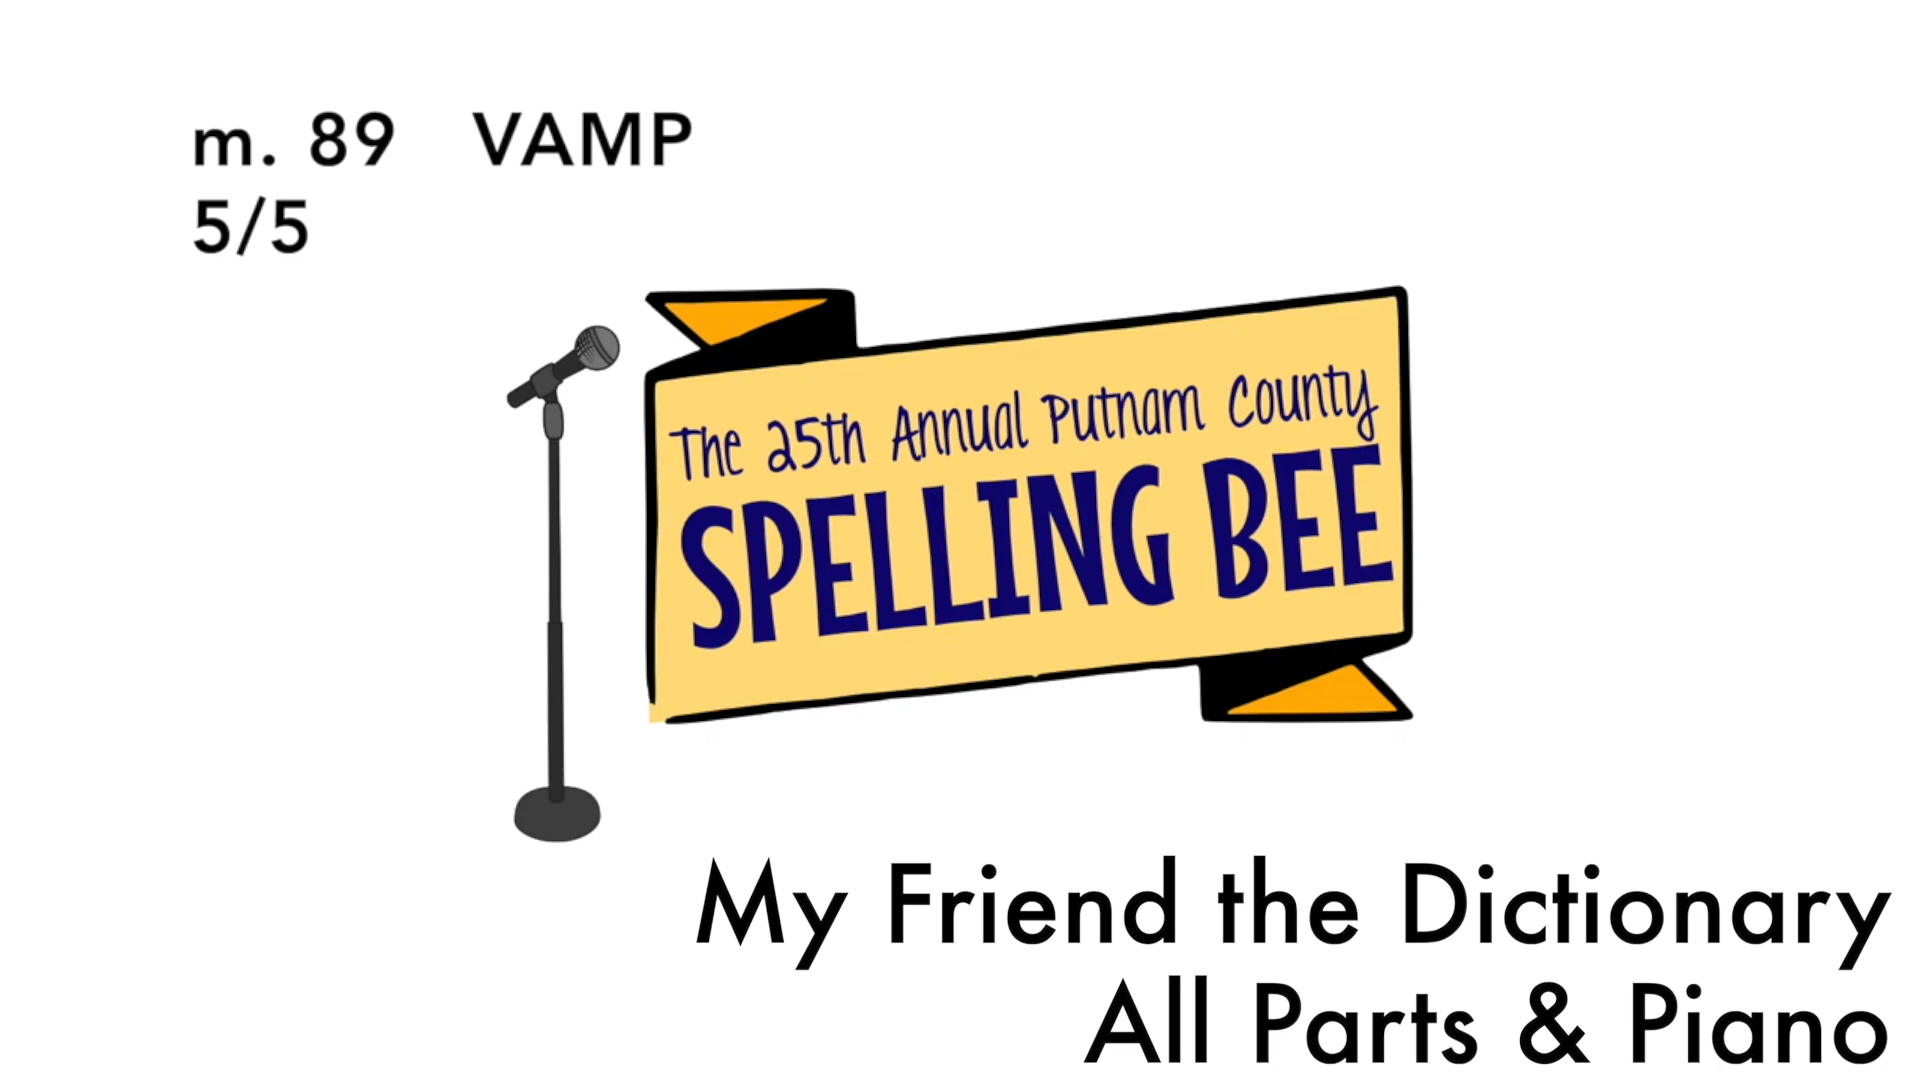 m. 89 VAMP
5/5
The 25th Annual Putnam County
SPELLING BEE
My Friend the Dictionary
All Parts & Piano